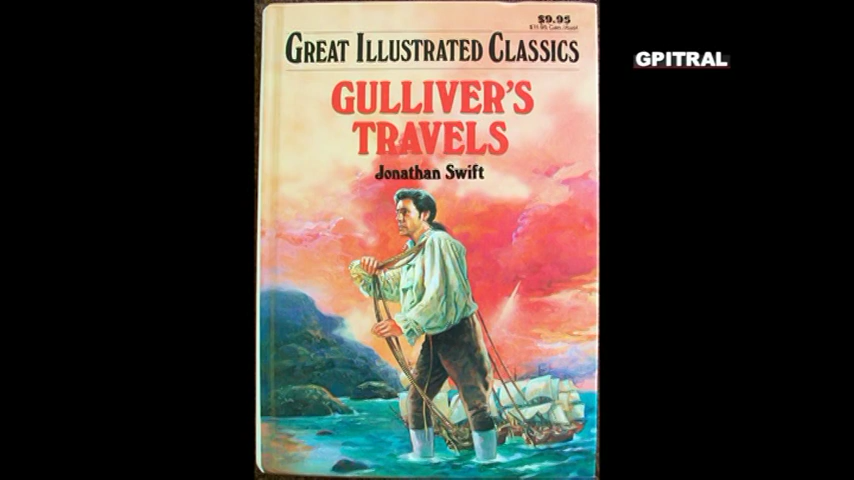 $9.95
GREAT ILLUSTRATED CLASSICS
GULLIVER'S
TRAVELS
Jonathan Swift
GPITRAL